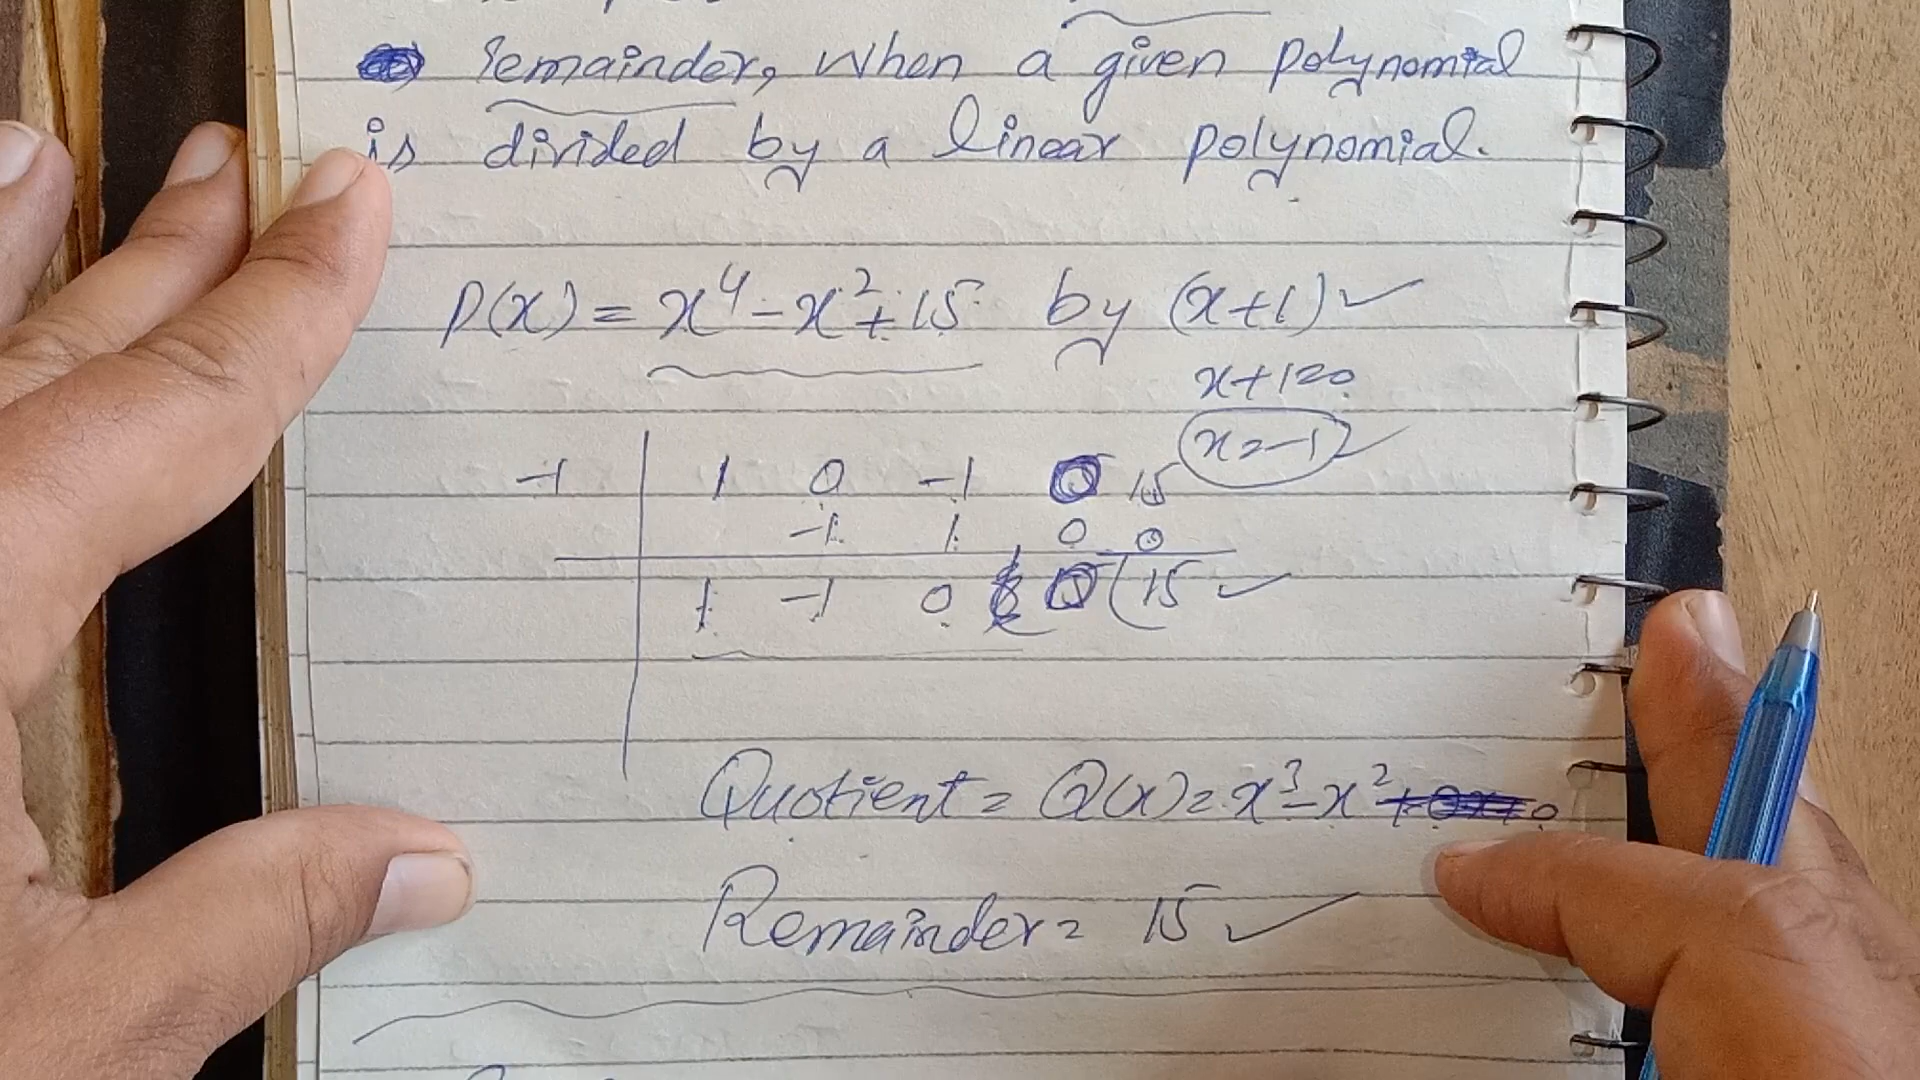 remainder, when a given polynomial
is divided by a linear polynomial.
P(x) = x⁴ - x² + 15 by (x+1) ✓
x+1=0
x=-1
-1 | 1 0 -1 0 15
-1 1 0 0
1 -1 0 0 (15 ✓
Quotient = Q(x) = x³ - x²
Remainder = 15 ✓